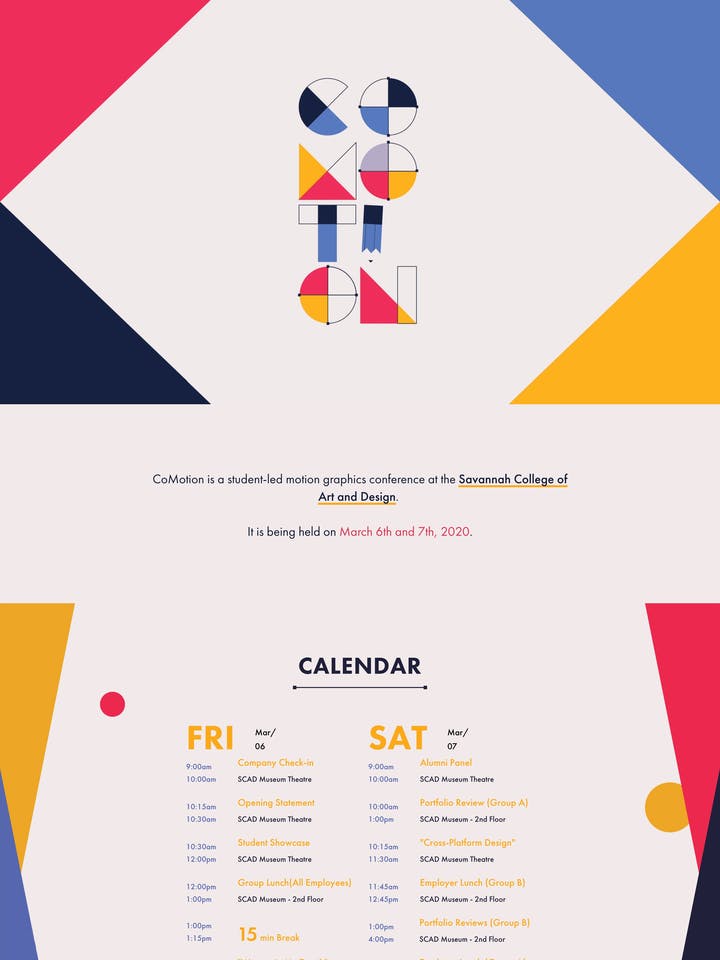 CO
MO
TI
ON
CoMotion is a student-led motion graphics conference at the Savannah College of
Art and Design.
It is being held on March 6th and 7th, 2020.
CALENDAR
FRI Mar/
06
9:00am Company Check-in
10:00am SCAD Museum Theatre
10:15am Opening Statement
10:30am SCAD Museum Theatre
10:30am Student Showcase
12:00pm SCAD Museum Theatre
12:00pm Group Lunch(All Employees)
1:00pm SCAD Museum - 2nd Floor
1:00pm
1:15pm 15 min Break
SAT Mar/
07
9:00am Alumni Panel
10:00am SCAD Museum Theatre
10:00am Portfolio Review (Group A)
1:00pm SCAD Museum - 2nd Floor
10:15am "Cross-Platform Design"
11:30am SCAD Museum Theatre
11:45am Employer Lunch (Group B)
12:45pm SCAD Museum - 2nd Floor
1:00pm Portfolio Reviews (Group B)
4:00pm SCAD Museum - 2nd Floor